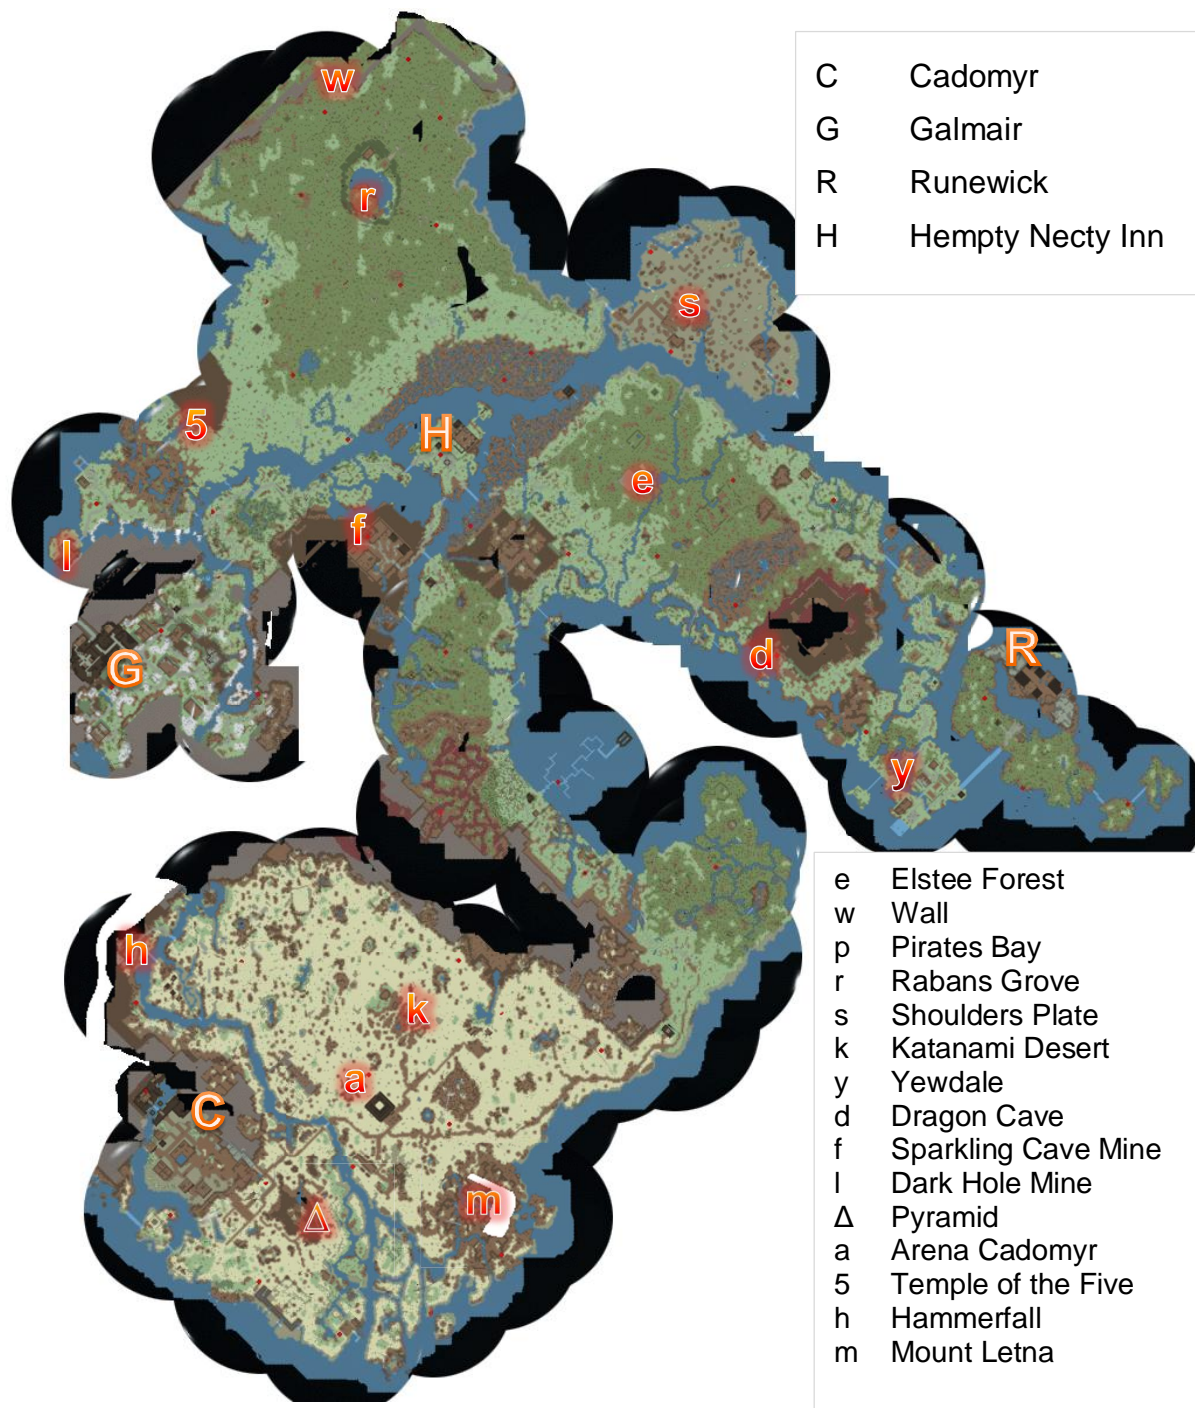 w
C Cadomyr
G Galmair
R Runewick
H Hempty Necty Inn
r
s
5
H
e
f
l
G
d
R
y
e Elstee Forest
w Wall
p Pirates Bay
r Rabans Grove
s Shoulders Plate
k Katanami Desert
y Yewdale
d Dragon Cave
f Sparkling Cave Mine
l Dark Hole Mine
Δ Pyramid
a Arena Cadomyr
5 Temple of the Five
h Hammerfall
m Mount Letna
h
k
a
C
m
Δ